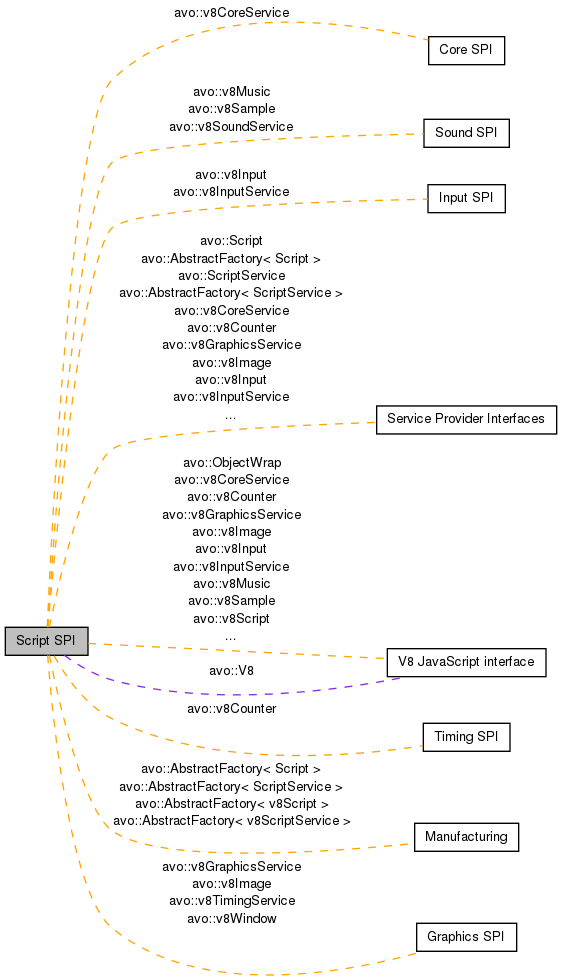 avo::v8CoreService
Core SPI
avo::v8Music
avo::v8Sample
avo::v8SoundService
Sound SPI
avo::v8Input
avo::v8InputService
Input SPI
avo::Script
avo::AbstractFactory< Script >
avo::ScriptService
avo::AbstractFactory< ScriptService >
avo::v8CoreService
avo::v8Counter
avo::v8GraphicsService
avo::v8Image
avo::v8Input
avo::v8InputService
...
Service Provider Interfaces
avo::ObjectWrap
avo::v8CoreService
avo::v8Counter
avo::v8GraphicsService
avo::v8Image
avo::v8Input
avo::v8InputService
avo::v8Music
avo::v8Sample
avo::v8Script
...
Script SPI
V8 JavaScript interface
avo::V8
avo::v8Counter
Timing SPI
avo::AbstractFactory< Script >
avo::AbstractFactory< ScriptService >
avo::AbstractFactory< v8Script >
avo::AbstractFactory< v8ScriptService >
Manufacturing
avo::v8GraphicsService
avo::v8Image
avo::v8TimingService
avo::v8Window
Graphics SPI